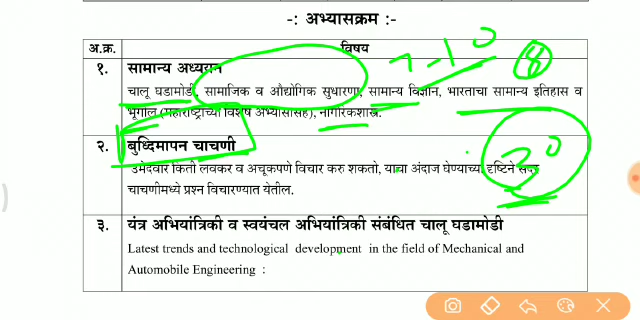 -: अभ्यासक्रम :-
अ.क्र. विषय
१. सामान्य अध्ययन
चालू घडामोडी, सामाजिक व औद्योगिक सुधारणा, सामान्य विज्ञान, भारताचा सामान्य इतिहास व
भूगोल (महाराष्ट्राच्या विशेष अभ्यासासह), नागरिकशास्त्र.
२. बुध्दिमापन चाचणी
उमेदवार किती लवकर व अचूकपणे विचार करु शकतो, याचा अंदाज घेण्याच्या दृष्टिने सदर
चाचणीमध्ये प्रश्न विचारण्यात येतील.
३. यंत्र अभियांत्रिकी व स्वयंचल अभियांत्रिकी संबंधित चालू घडामोडी
Latest trends and technological development in the field of Mechanical and
Automobile Engineering :
30